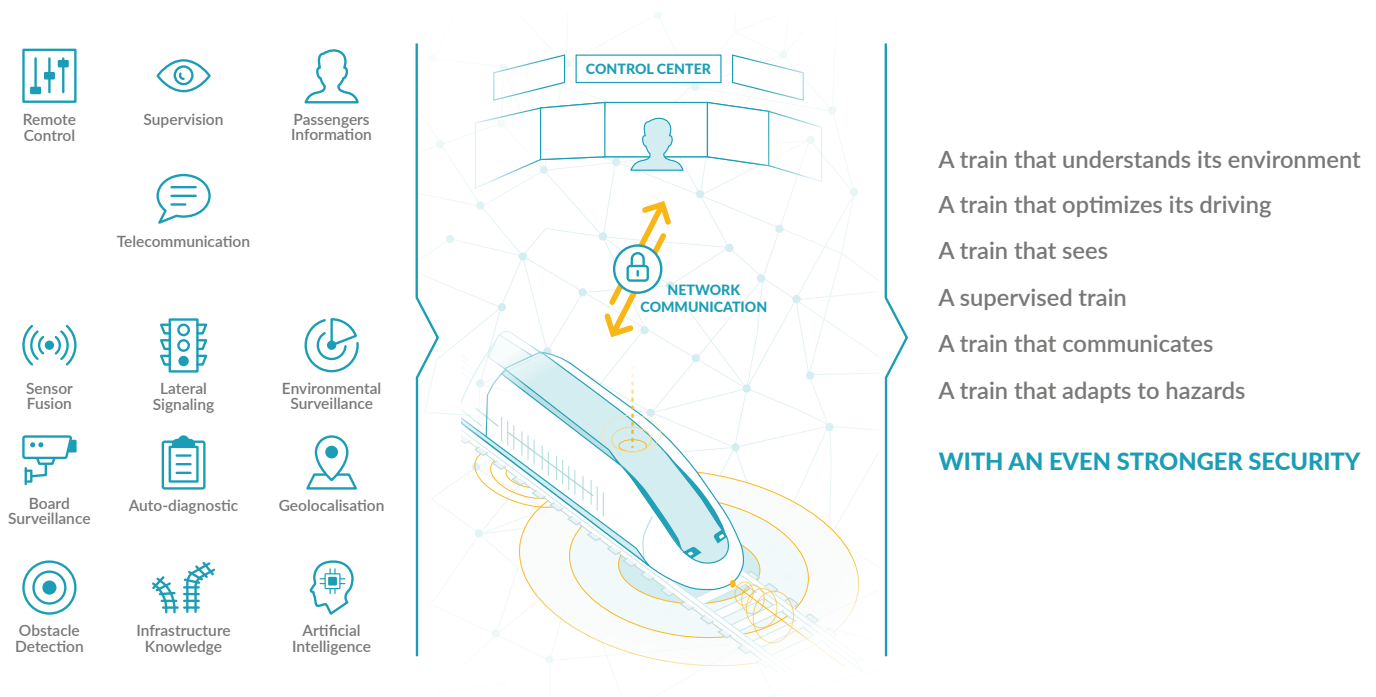 Remote
Control
Supervision
Passengers
Information
Telecommunication
Sensor
Fusion
Lateral
Signaling
Environmental
Surveillance
Board
Surveillance
Auto-diagnostic
Geolocalisation
Obstacle
Detection
Infrastructure
Knowledge
Artificial
Intelligence
CONTROL CENTER
NETWORK
COMMUNICATION
A train that understands its environment
A train that optimizes its driving
A train that sees
A supervised train
A train that communicates
A train that adapts to hazards
WITH AN EVEN STRONGER SECURITY